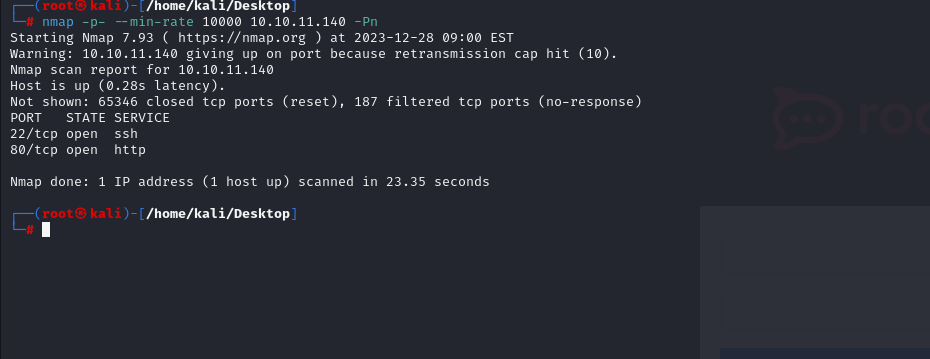 ┌──(root㉿kali)-[/home/kali/Desktop]
└─# nmap -p- --min-rate 10000 10.10.11.140 -Pn
Starting Nmap 7.93 ( https://nmap.org ) at 2023-12-28 09:00 EST
Warning: 10.10.11.140 giving up on port because retransmission cap hit (10).
Nmap scan report for 10.10.11.140
Host is up (0.28s latency).
Not shown: 65346 closed tcp ports (reset), 187 filtered tcp ports (no-response)
PORT   STATE SERVICE
22/tcp open  ssh
80/tcp open  http
Nmap done: 1 IP address (1 host up) scanned in 23.35 seconds
┌──(root㉿kali)-[/home/kali/Desktop]
└─#